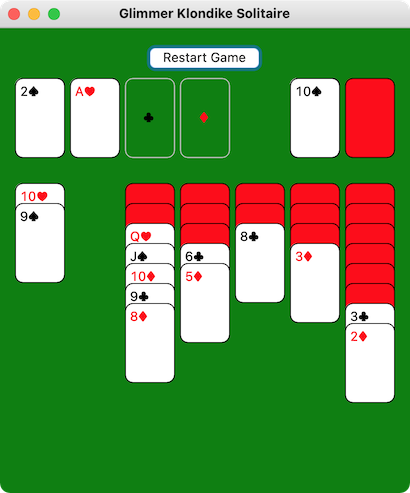 Glimmer Klondike Solitaire
Restart Game
2♠ A♥ ♣ ♦ 10♠
10♥
9♠
Q♥
J♠
10♦
9♣
8♦
6♣
5♦
8♣
3♦
3♣
2♦